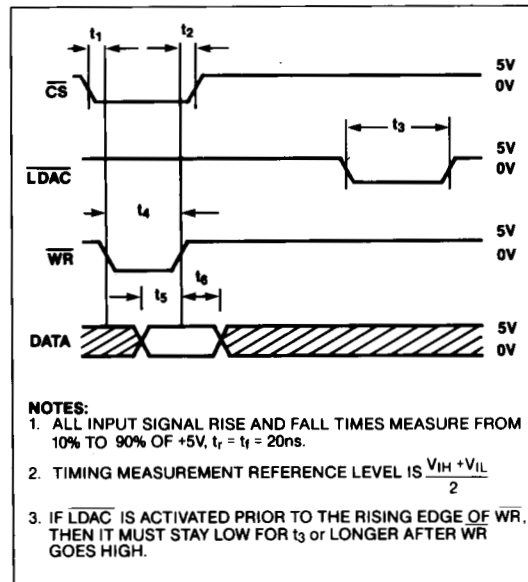 t1
t2
5V
0V
CS
t3
5V
0V
LDAC
t4
5V
0V
WR
t5
t6
5V
0V
DATA
NOTES:
1. ALL INPUT SIGNAL RISE AND FALL TIMES MEASURE FROM
10% TO 90% OF +5V, tr = tf = 20ns.
2. TIMING MEASUREMENT REFERENCE LEVEL IS VIH +VIL
2
3. IF LDAC IS ACTIVATED PRIOR TO THE RISING EDGE OF WR,
THEN IT MUST STAY LOW FOR t3 OR LONGER AFTER WR
GOES HIGH.